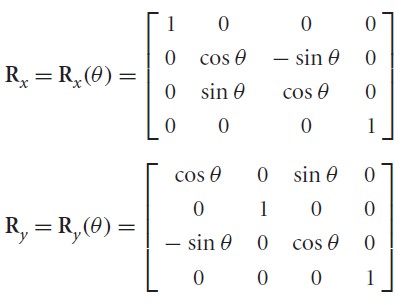 1 0 0 0
0 cos θ − sin θ 0
R_x = R_x(θ) =
0 sin θ cos θ 0
0 0 0 1
cos θ 0 sin θ 0
0 1 0 0
R_y = R_y(θ) =
− sin θ 0 cos θ 0
0 0 0 1